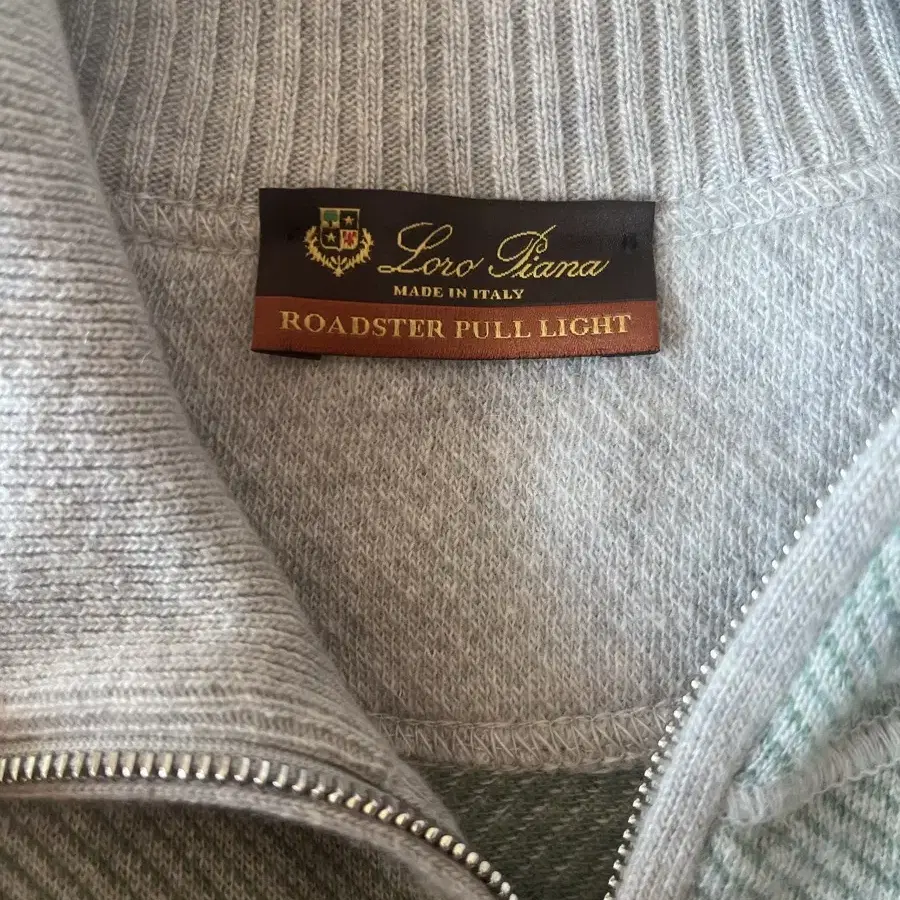 Loro Piana
MADE IN ITALY
ROADSTER PULL LIGHT